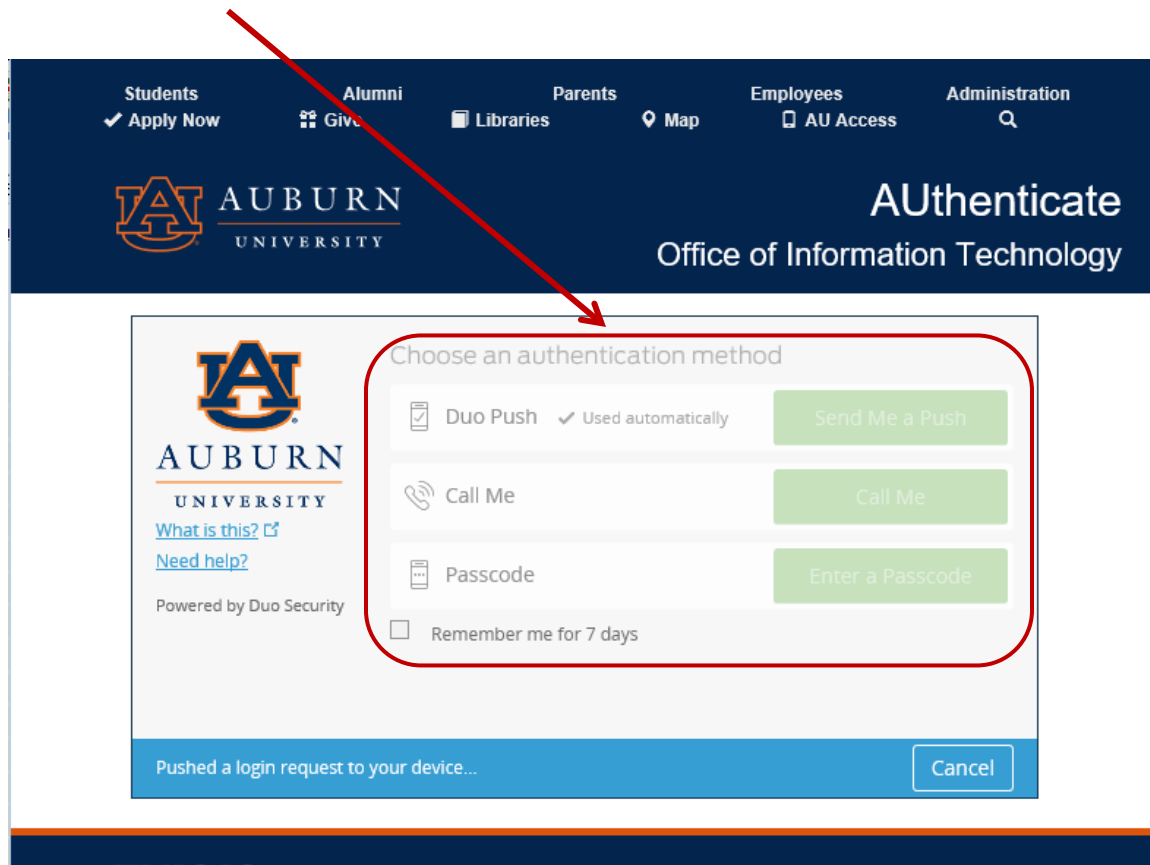 Students Alumni Parents Employees Administration
Apply Now Give Libraries Map AU Access
AUBURN
UNIVERSITY
AUthenticate
Office of Information Technology
AUBURN
UNIVERSITY
What is this?
Need help?
Powered by Duo Security
Choose an authentication method
Duo Push Used automatically Send Me a Push
Call Me Call Me
Passcode Enter a Passcode
Remember me for 7 days
Pushed a login request to your device... Cancel